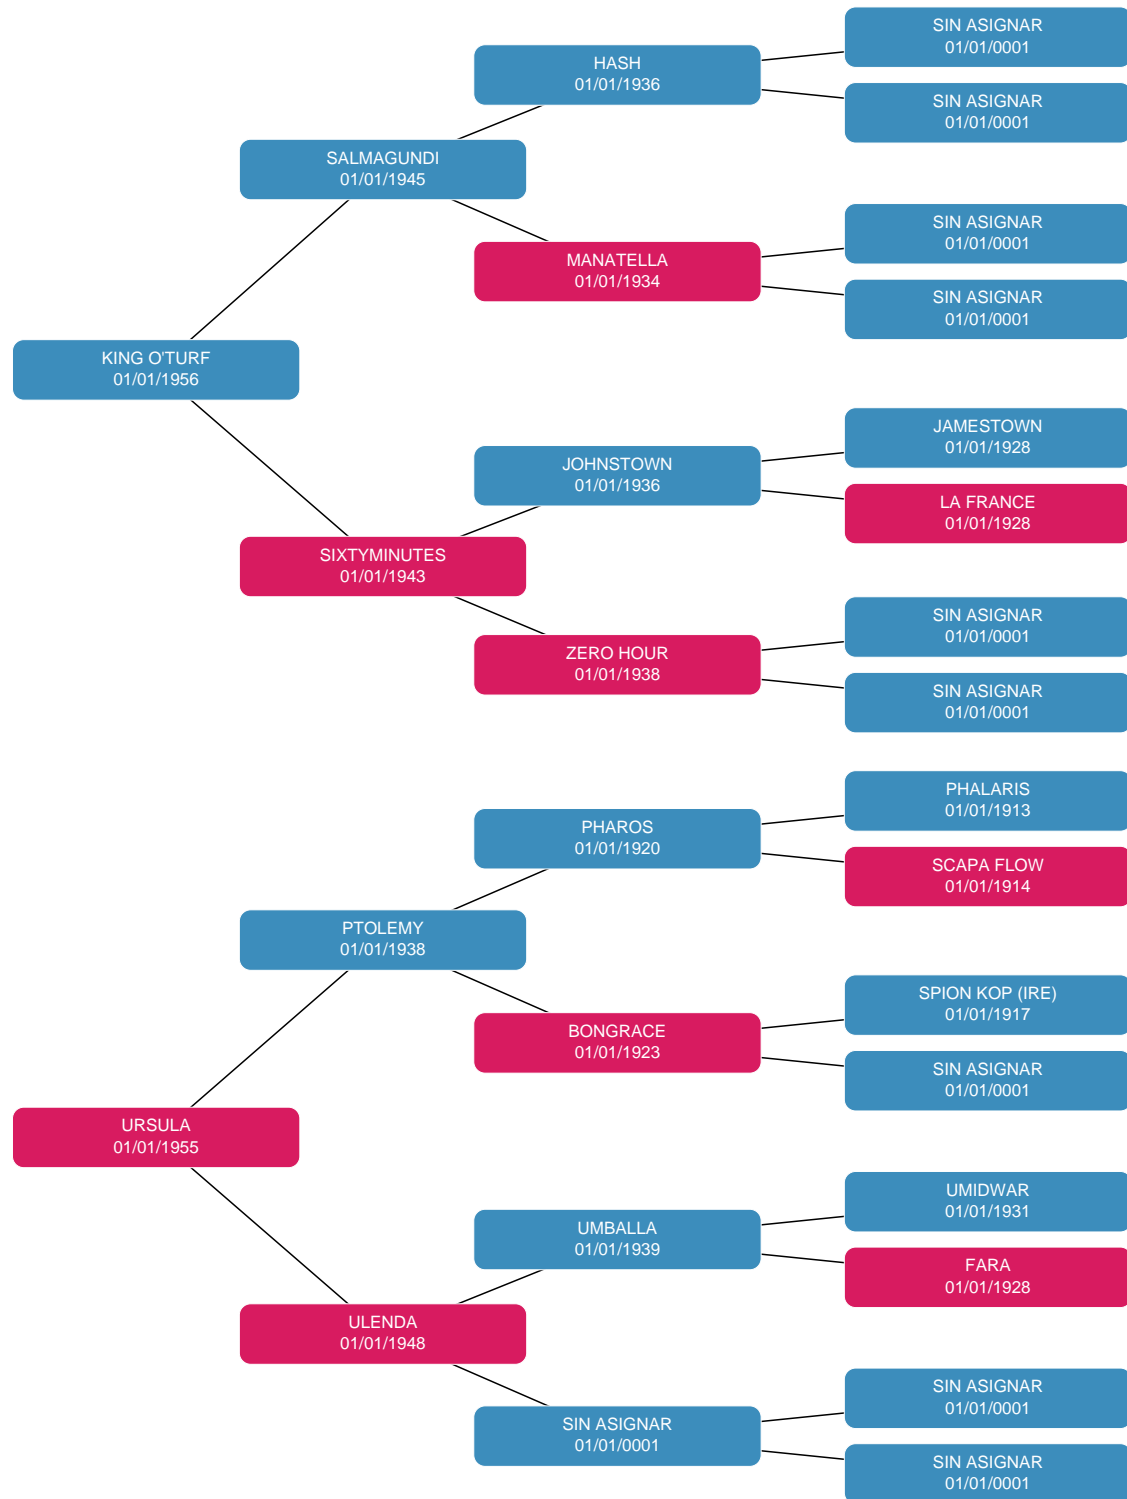 SIN ASIGNAR
01/01/0001
HASH
01/01/1936
SIN ASIGNAR
01/01/0001
SALMAGUNDI
01/01/1945
SIN ASIGNAR
01/01/0001
MANATELLA
01/01/1934
SIN ASIGNAR
01/01/0001
KING O'TURF
01/01/1956
JAMESTOWN
01/01/1928
JOHNSTOWN
01/01/1936
LA FRANCE
01/01/1928
SIXTYMINUTES
01/01/1943
SIN ASIGNAR
01/01/0001
ZERO HOUR
01/01/1938
SIN ASIGNAR
01/01/0001
PHALARIS
01/01/1913
PHAROS
01/01/1920
SCAPA FLOW
01/01/1914
PTOLEMY
01/01/1938
SPION KOP (IRE)
01/01/1917
BONGRACE
01/01/1923
SIN ASIGNAR
01/01/0001
URSULA
01/01/1955
UMIDWAR
01/01/1931
UMBALLA
01/01/1939
FARA
01/01/1928
ULENDA
01/01/1948
SIN ASIGNAR
01/01/0001
SIN ASIGNAR
01/01/0001
SIN ASIGNAR
01/01/0001